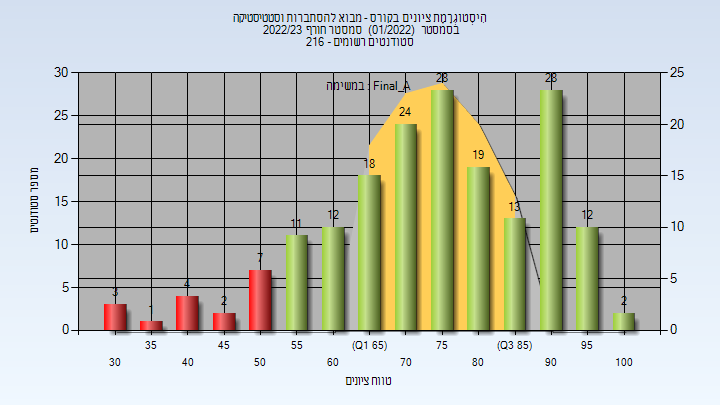 הִיסְטוֹגְרָמַת ציונים בקורס - מבוא להסתברות וסטטיסטיקה
בסמסטר (01/2022) סמסטר חורף 2022/23
סטודנטים רשומים - 216
במשימה : Final_A
30 25 20 15 10 5 0
מספר סטודנטים
25 20 15 10 5 0
3 1 4 2 7 11 12 18 24 28 19 13 28 12 2
35 45 55 (Q1 65) 75 (Q3 85) 95
30 40 50 60 70 80 90 100
טווח ציונים